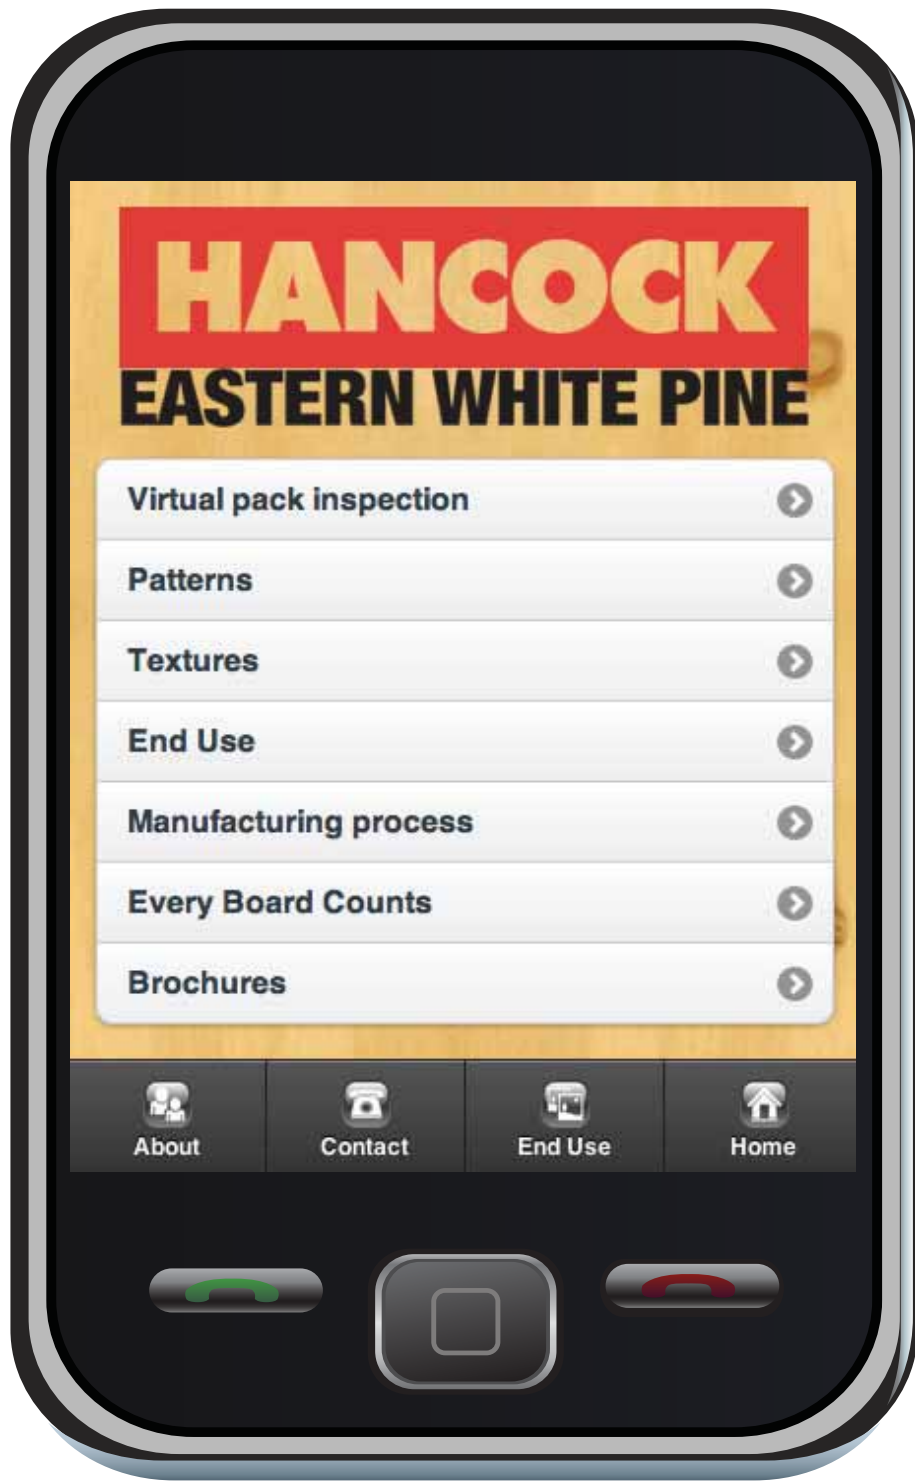 HANCOCK
EASTERN WHITE PINE
Virtual pack inspection
Patterns
Textures
End Use
Manufacturing process
Every Board Counts
Brochures
About
Contact
End Use
Home